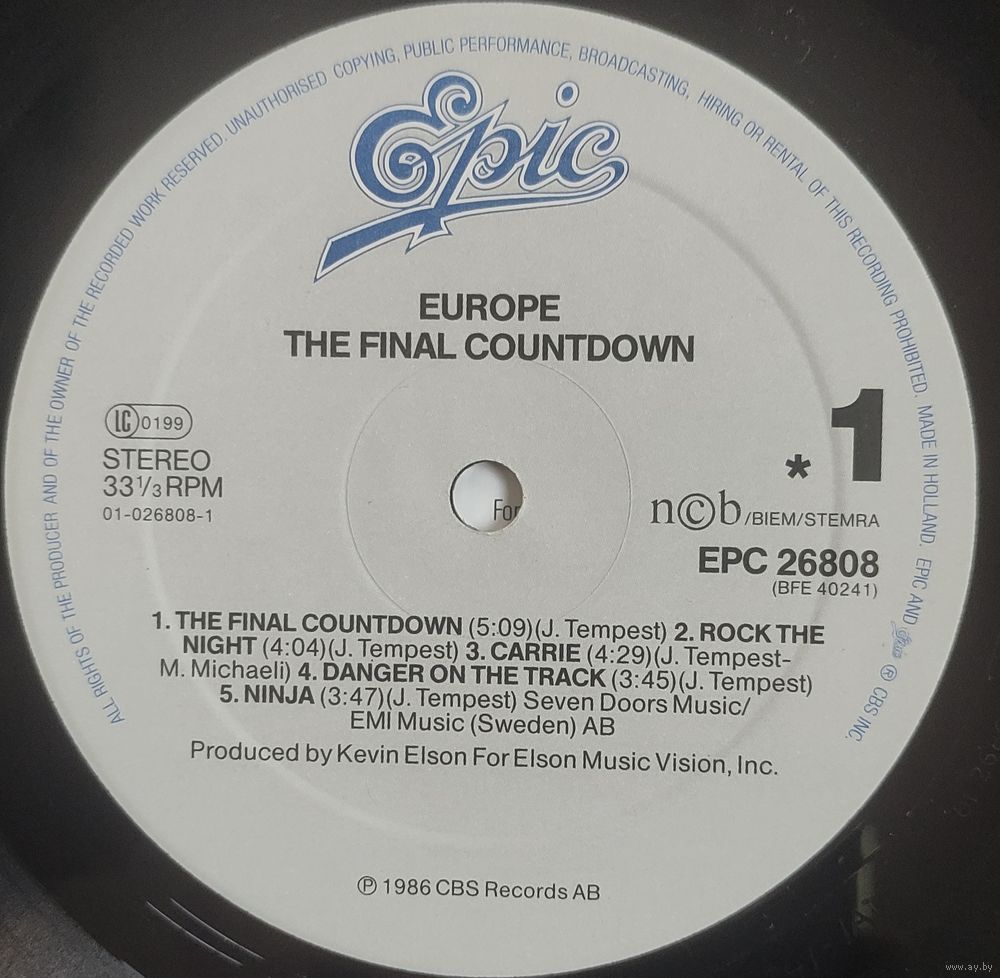 ALL RIGHTS OF THE PRODUCER AND OF THE OWNER OF THE RECORDED WORK RESERVED. UNAUTHORISED COPYING, PUBLIC PERFORMANCE, BROADCASTING, HIRING OR RENTAL OF THIS RECORDING PROHIBITED. MADE IN HOLLAND. EPIC AND Epic ® CBS INC.
Epic
EUROPE
THE FINAL COUNTDOWN
LC 0199
STEREO
33⅓ RPM
01-026808-1
1
*
n©b/BIEM/STEMRA
EPC 26808
(BFE 40241)
For
1. THE FINAL COUNTDOWN (5:09)(J. Tempest) 2. ROCK THE
NIGHT (4:04)(J. Tempest) 3. CARRIE (4:29)(J. Tempest-
M. Michaeli) 4. DANGER ON THE TRACK (3:45)(J. Tempest)
5. NINJA (3:47)(J. Tempest) Seven Doors Music/
EMI Music (Sweden) AB
Produced by Kevin Elson For Elson Music Vision, Inc.
℗ 1986 CBS Records AB
www.ay.by